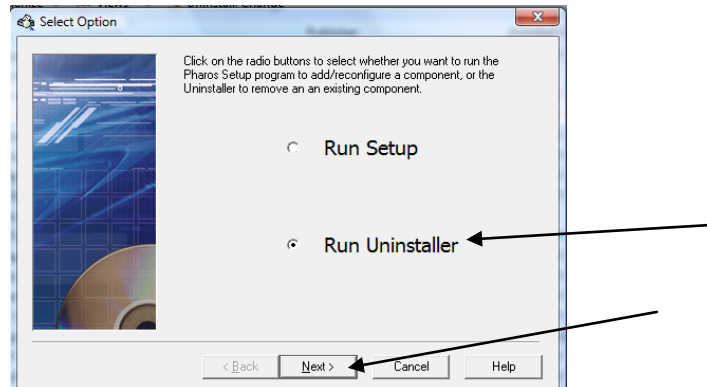 Select Option
Click on the radio buttons to select whether you want to run the
Pharos Setup program to add/reconfigure a component, or the
Uninstaller to remove an an existing component.
Run Setup
Run Uninstaller
< Back Next > Cancel Help